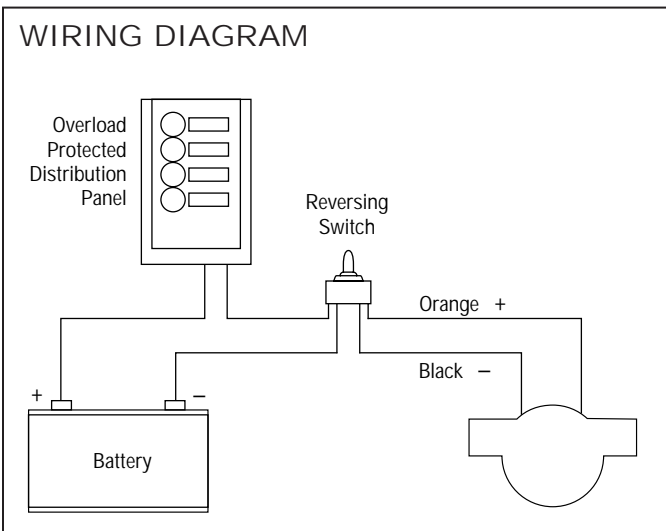 WIRING DIAGRAM
Overload
Protected
Distribution
Panel
Reversing
Switch
Orange +
Black –
+ –
Battery